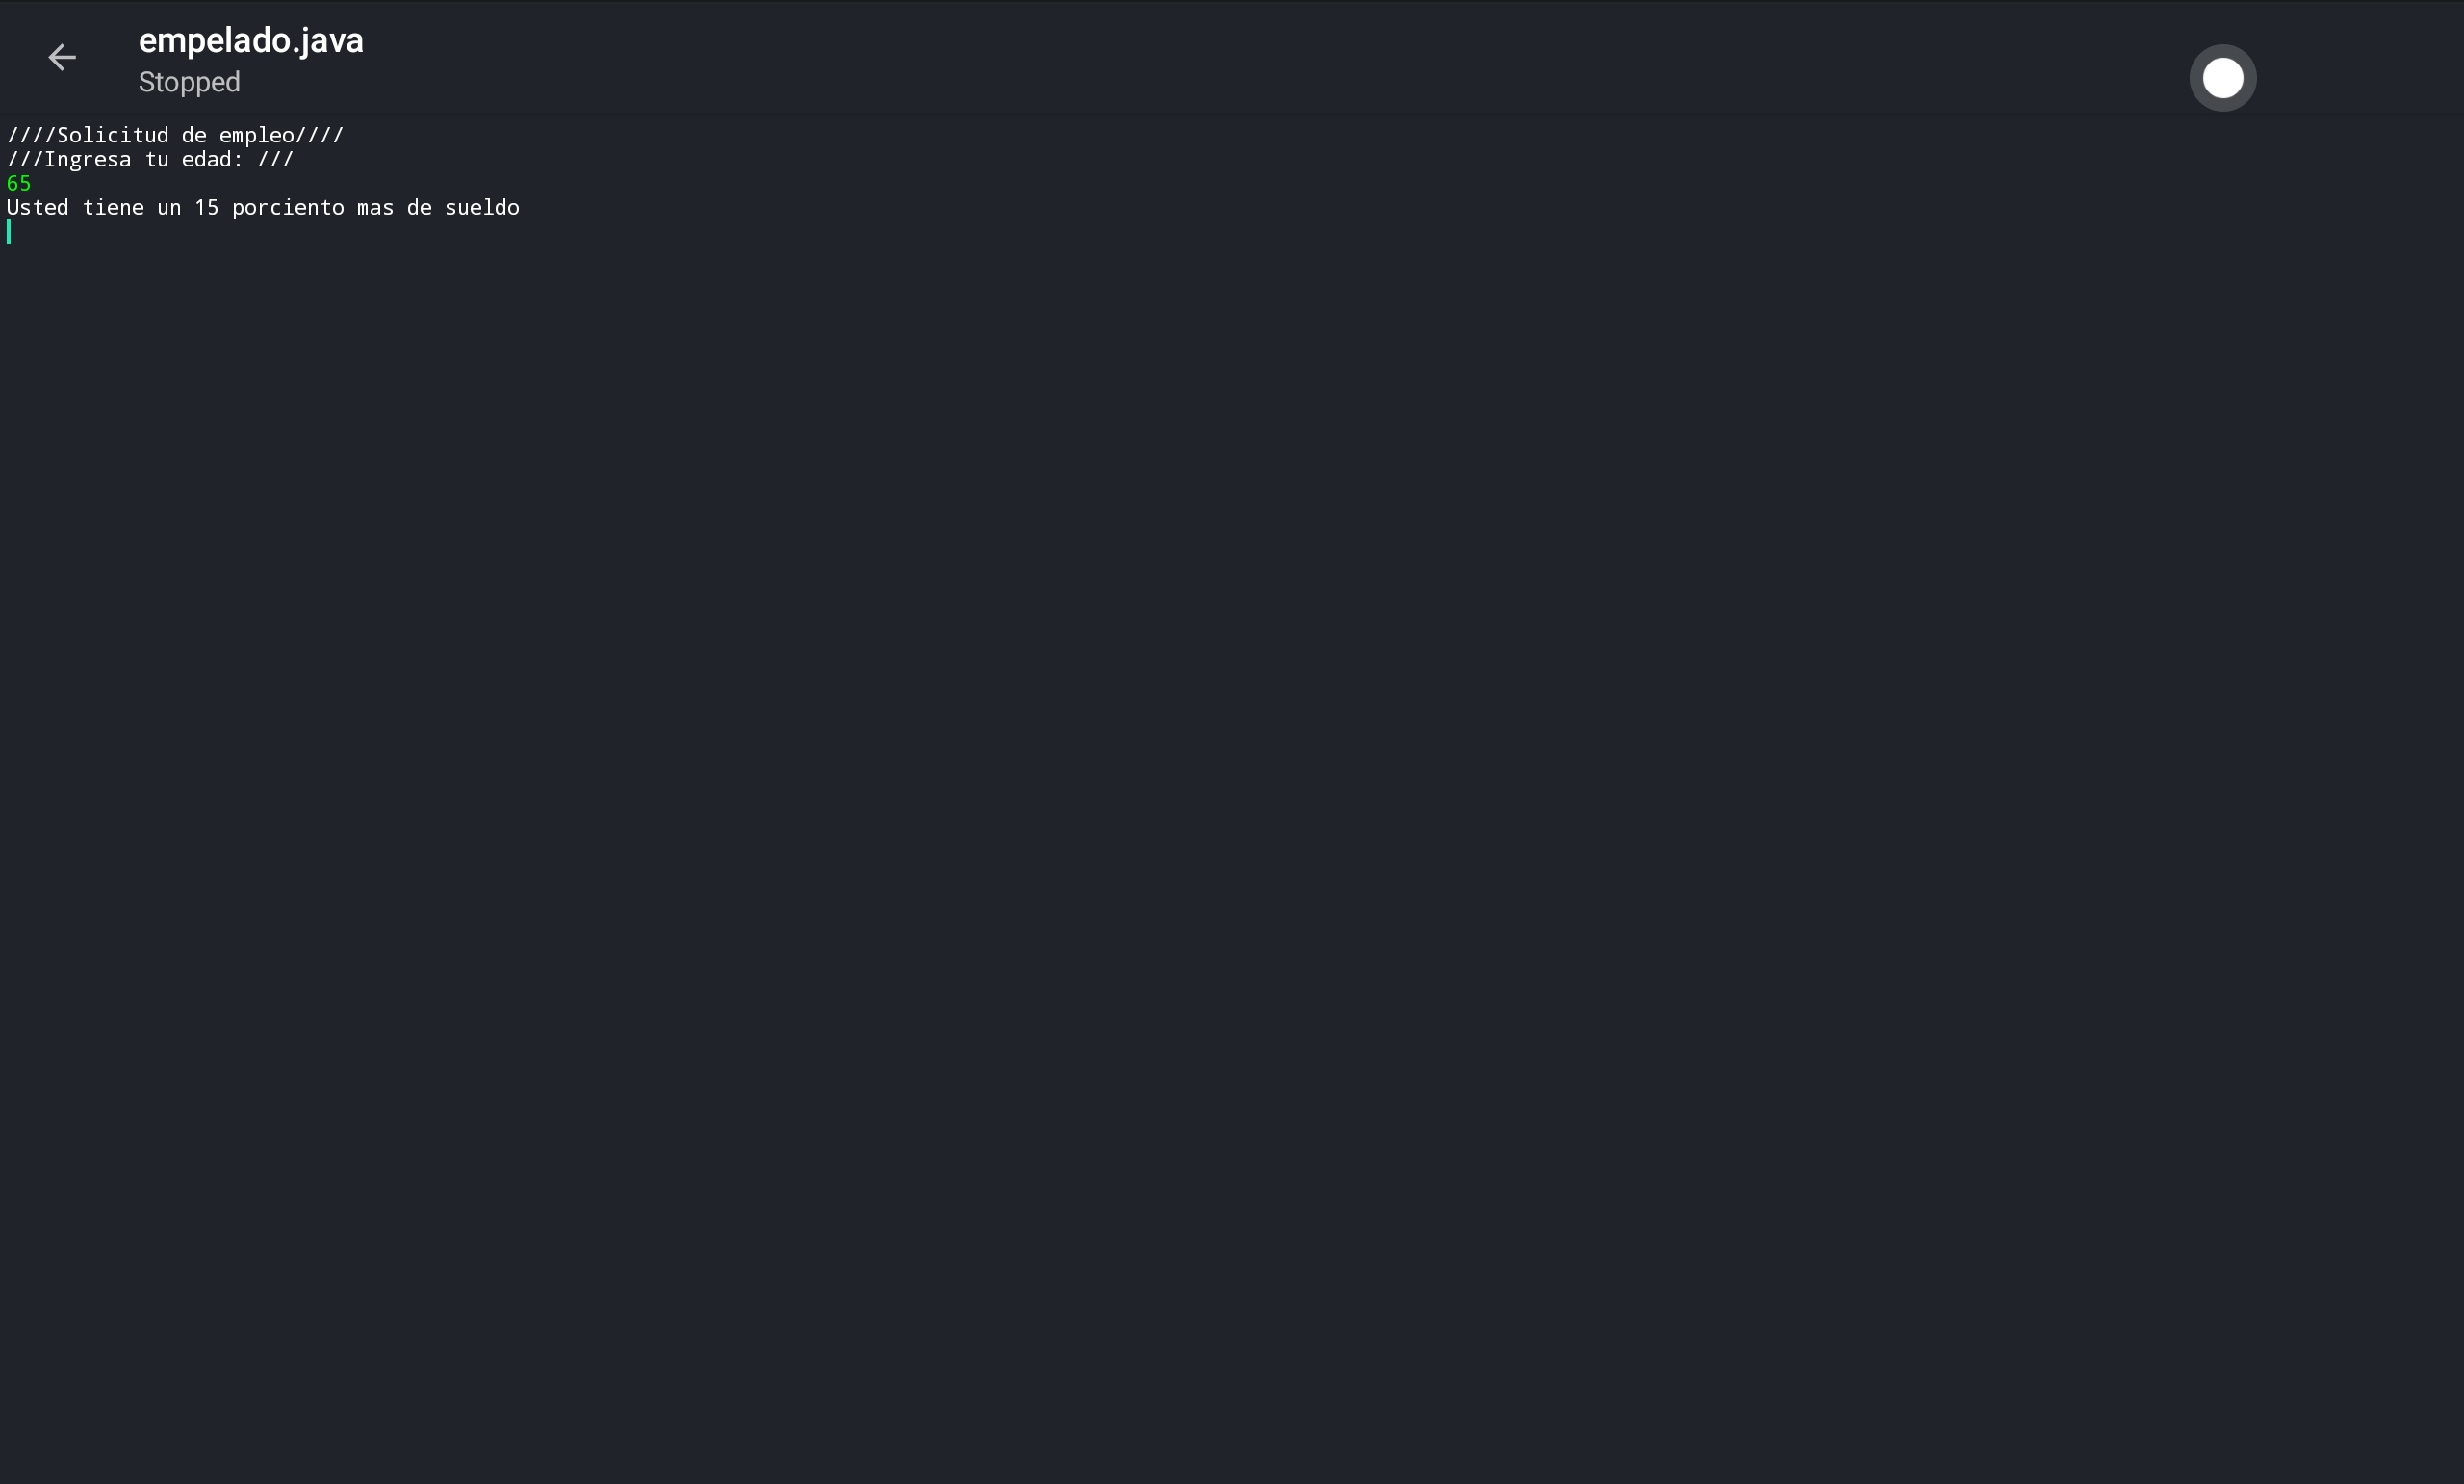 empelado.java
Stopped
////Solicitud de empleo////
///Ingresa tu edad: ///
65
Usted tiene un 15 porciento mas de sueldo